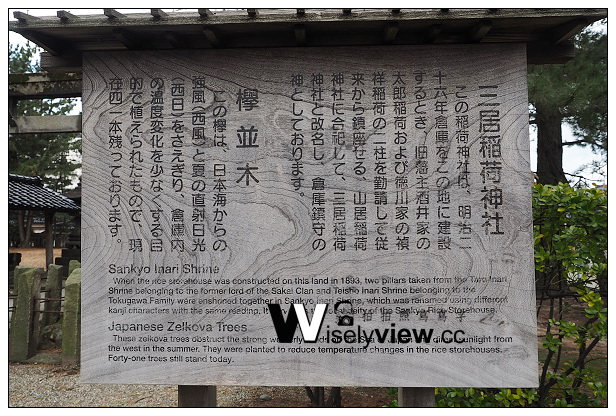 三居稲荷神社
この稲荷神社は、明治二
十六年倉庫をこの地に建設
するとき、旧藩主酒井家の
太郎稲荷および徳川家の禎
祥稲荷の二柱を勧請して従
来から鎮座せる、山居稲荷
神社に合祀して、三居稲荷
神社と改名し、倉庫鎮守の
神としております。
欅並木
この欅は、日本海からの
強風(西風)と夏の直射日光
(西日)をさえぎり、倉庫内
の温度変化を少なくする目
的で植えられたもので、現
在四一本残っております。
Sankyo Inari Shrine
When the rice storehouse was constructed on this land in 1893, two pillars taken from the Taro Inari
Shrine belonging to the former lord of the Sakai Clan and Teisho Inari Shrine belonging to the
Tokugawa Family were enshrined together in Sankyo Inari Shrine, which was renamed using different
kanji characters with the same reading. deity of the Sankyo Rice Storehouse.
Japanese Zelkova Trees
These zelkova trees obstruct the strong direct sunlight from
the west in the summer. They were planted to reduce temperature changes in the rice storehouses.
Forty-one trees still stand today.
Wiselyview.cc